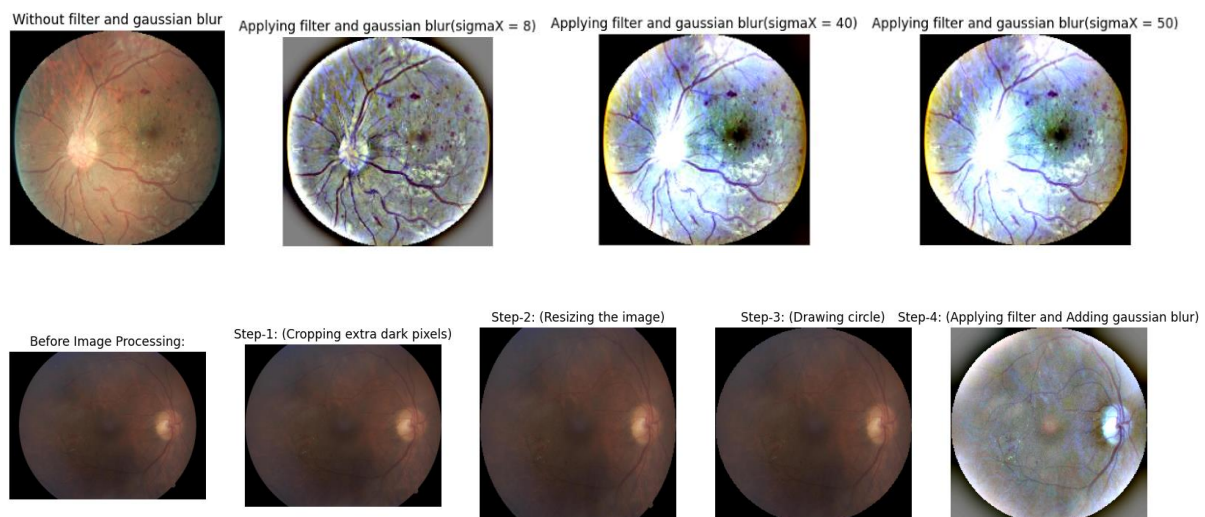 Without filter and gaussian blur
Applying filter and gaussian blur(sigmaX = 8)
Applying filter and gaussian blur(sigmaX = 40)
Applying filter and gaussian blur(sigmaX = 50)
Before Image Processing:
Step-1: (Cropping extra dark pixels)
Step-2: (Resizing the image)
Step-3: (Drawing circle)
Step-4: (Applying filter and Adding gaussian blur)